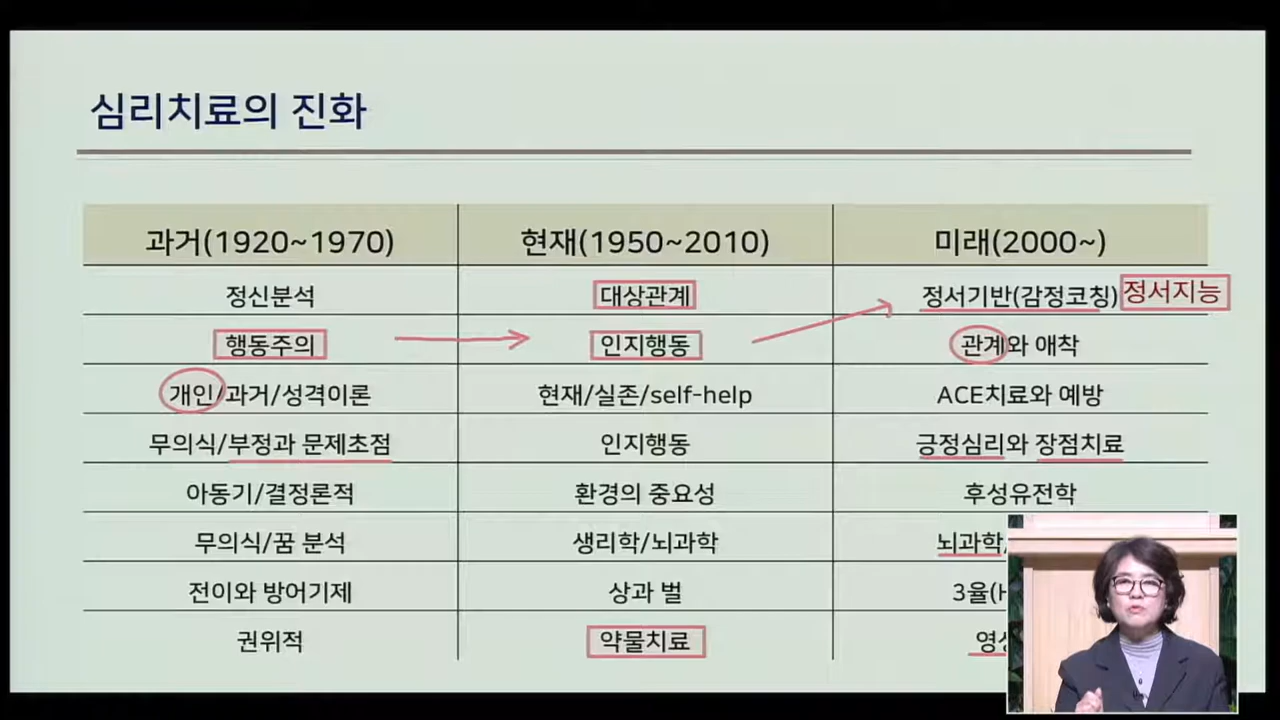 심리치료의 진화
과거(1920~1970) 현재(1950~2010) 미래(2000~)
정신분석 대상관계 정서기반(감정코칭) 정서지능
행동주의 인지행동 관계와 애착
개인/과거/성격이론 현재/실존/self-help ACE치료와 예방
무의식/부정과 문제초점 인지행동 긍정심리와 장점치료
아동기/결정론적 환경의 중요성 후성유전학
무의식/꿈 분석 생리학/뇌과학 뇌과학/
전이와 방어기제 상과 벌 3율(H
권위적 약물치료